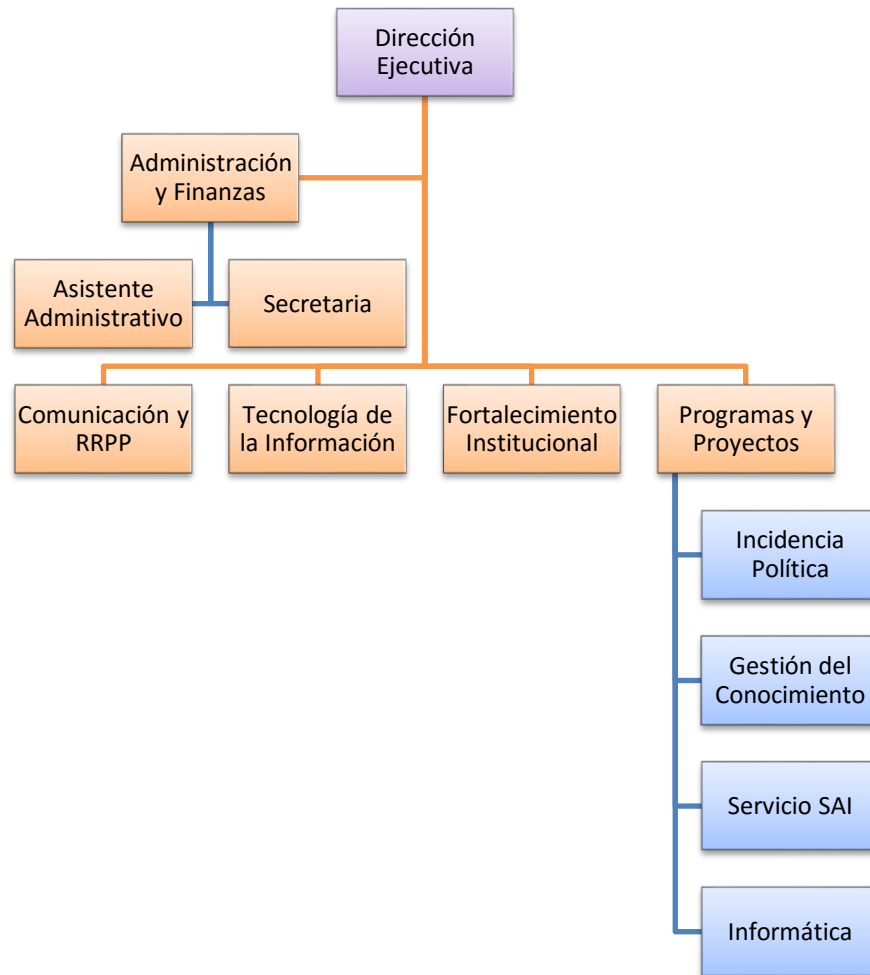 Dirección
Ejecutiva
Administración
y Finanzas
Asistente
Administrativo
Secretaria
Comunicación y
RRPP
Tecnología de
la Información
Fortalecimiento
Institucional
Programas y
Proyectos
Incidencia
Política
Gestión del
Conocimiento
Servicio SAI
Informática